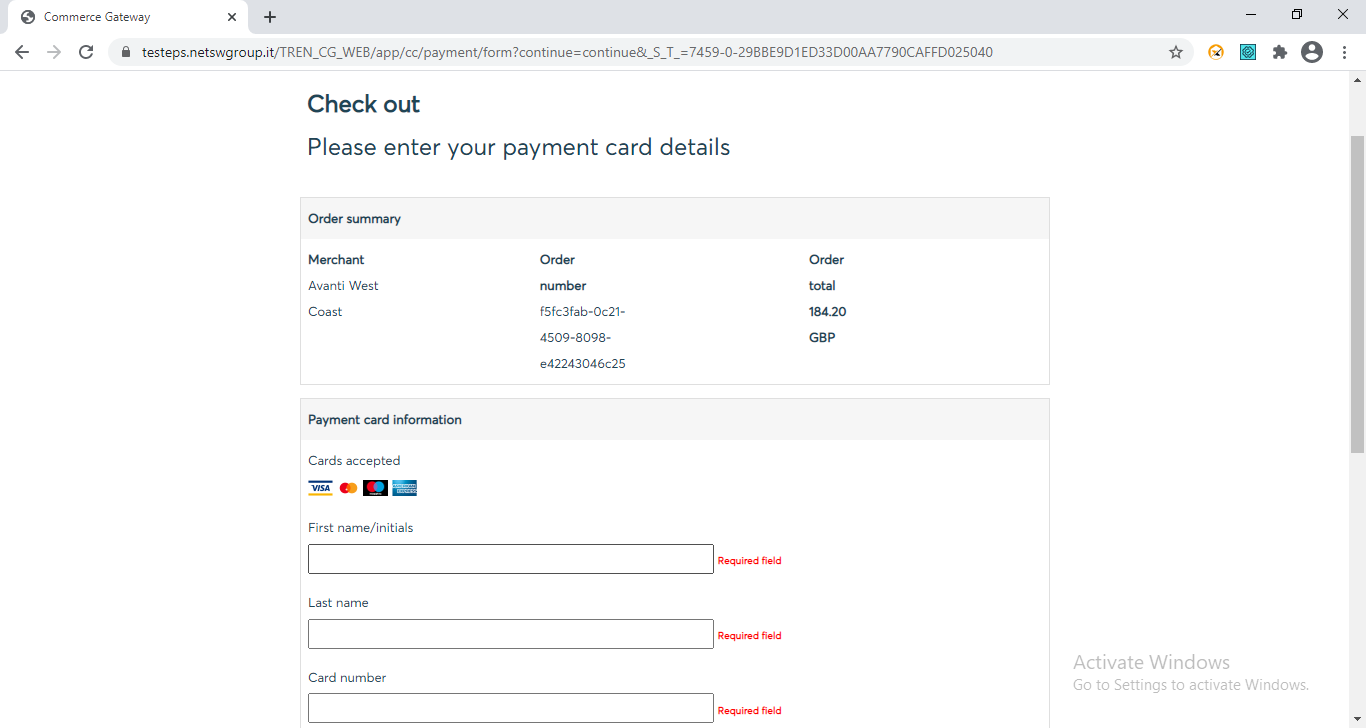 Commerce Gateway
testeps.netswgroup.it/TREN_CG_WEB/app/cc/payment/form?continue=continue&_S_T_=7459-0-29BBE9D1ED33D00AA7790CAFFD025040
Check out
Please enter your payment card details
Order summary
Merchant
Avanti West
Coast
Order
number
f5fc3fab-0c21-
4509-8098-
e42243046c25
Order
total
184.20
GBP
Payment card information
Cards accepted
VISA
First name/initials
Required field
Last name
Required field
Card number
Required field
Activate Windows
Go to Settings to activate Windows.